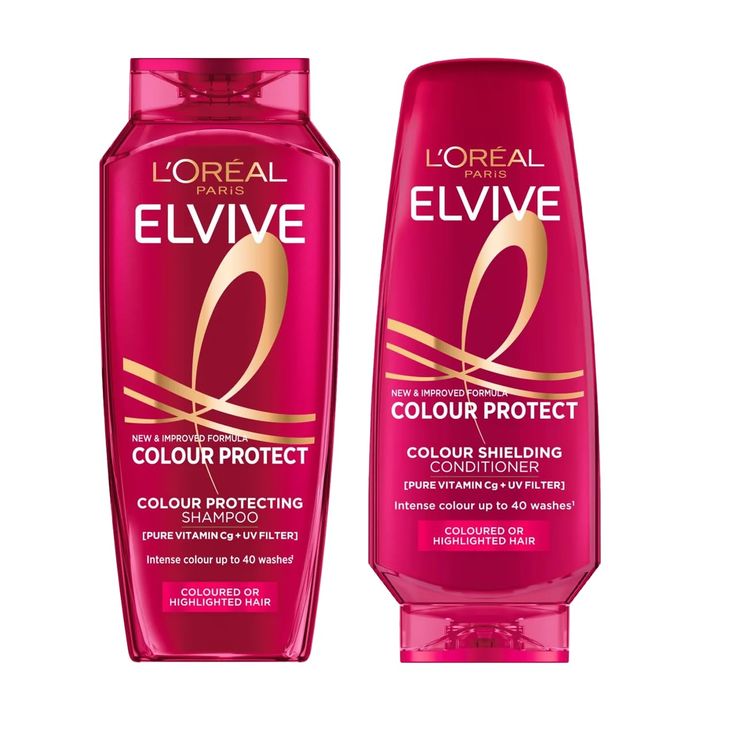 L'ORÉAL
PARIS
ELVIVE
NEW & IMPROVED FORMULA
COLOUR PROTECT
COLOUR PROTECTING
SHAMPOO
[PURE VITAMIN Cg + UV FILTER]
Intense colour up to 40 washes¹
COLOURED OR
HIGHLIGHTED HAIR
L'ORÉAL
PARIS
ELVIVE
NEW & IMPROVED FORMULA
COLOUR PROTECT
COLOUR SHIELDING
CONDITIONER
[PURE VITAMIN Cg + UV FILTER]
Intense colour up to 40 washes¹
COLOURED OR
HIGHLIGHTED HAIR